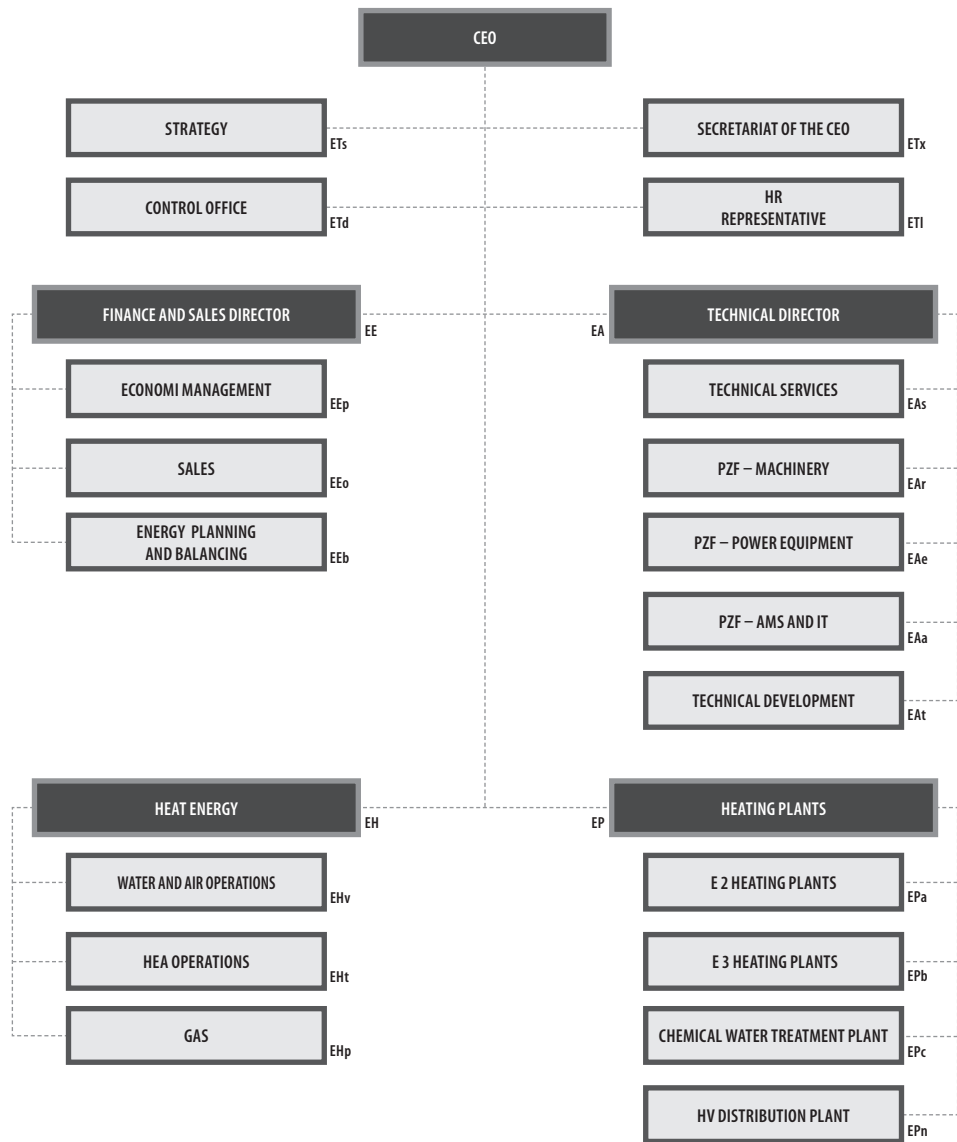 CEO
STRATEGY
ETs
SECRETARIAT OF THE CEO
ETx
CONTROL OFFICE
ETd
HR
REPRESENTATIVE
ETl
FINANCE AND SALES DIRECTOR
EE
EA
TECHNICAL DIRECTOR
ECONOMI MANAGEMENT
EEp
TECHNICAL SERVICES
EAs
SALES
EEo
PZF – MACHINERY
EAr
ENERGY PLANNING
AND BALANCING
EEb
PZF – POWER EQUIPMENT
EAe
PZF – AMS AND IT
EAa
TECHNICAL DEVELOPMENT
EAt
HEAT ENERGY
EH
EP
HEATING PLANTS
WATER AND AIR OPERATIONS
EHv
E 2 HEATING PLANTS
EPa
HEA OPERATIONS
EHt
E 3 HEATING PLANTS
EPb
GAS
EHp
CHEMICAL WATER TREATMENT PLANT
EPc
HV DISTRIBUTION PLANT
EPn